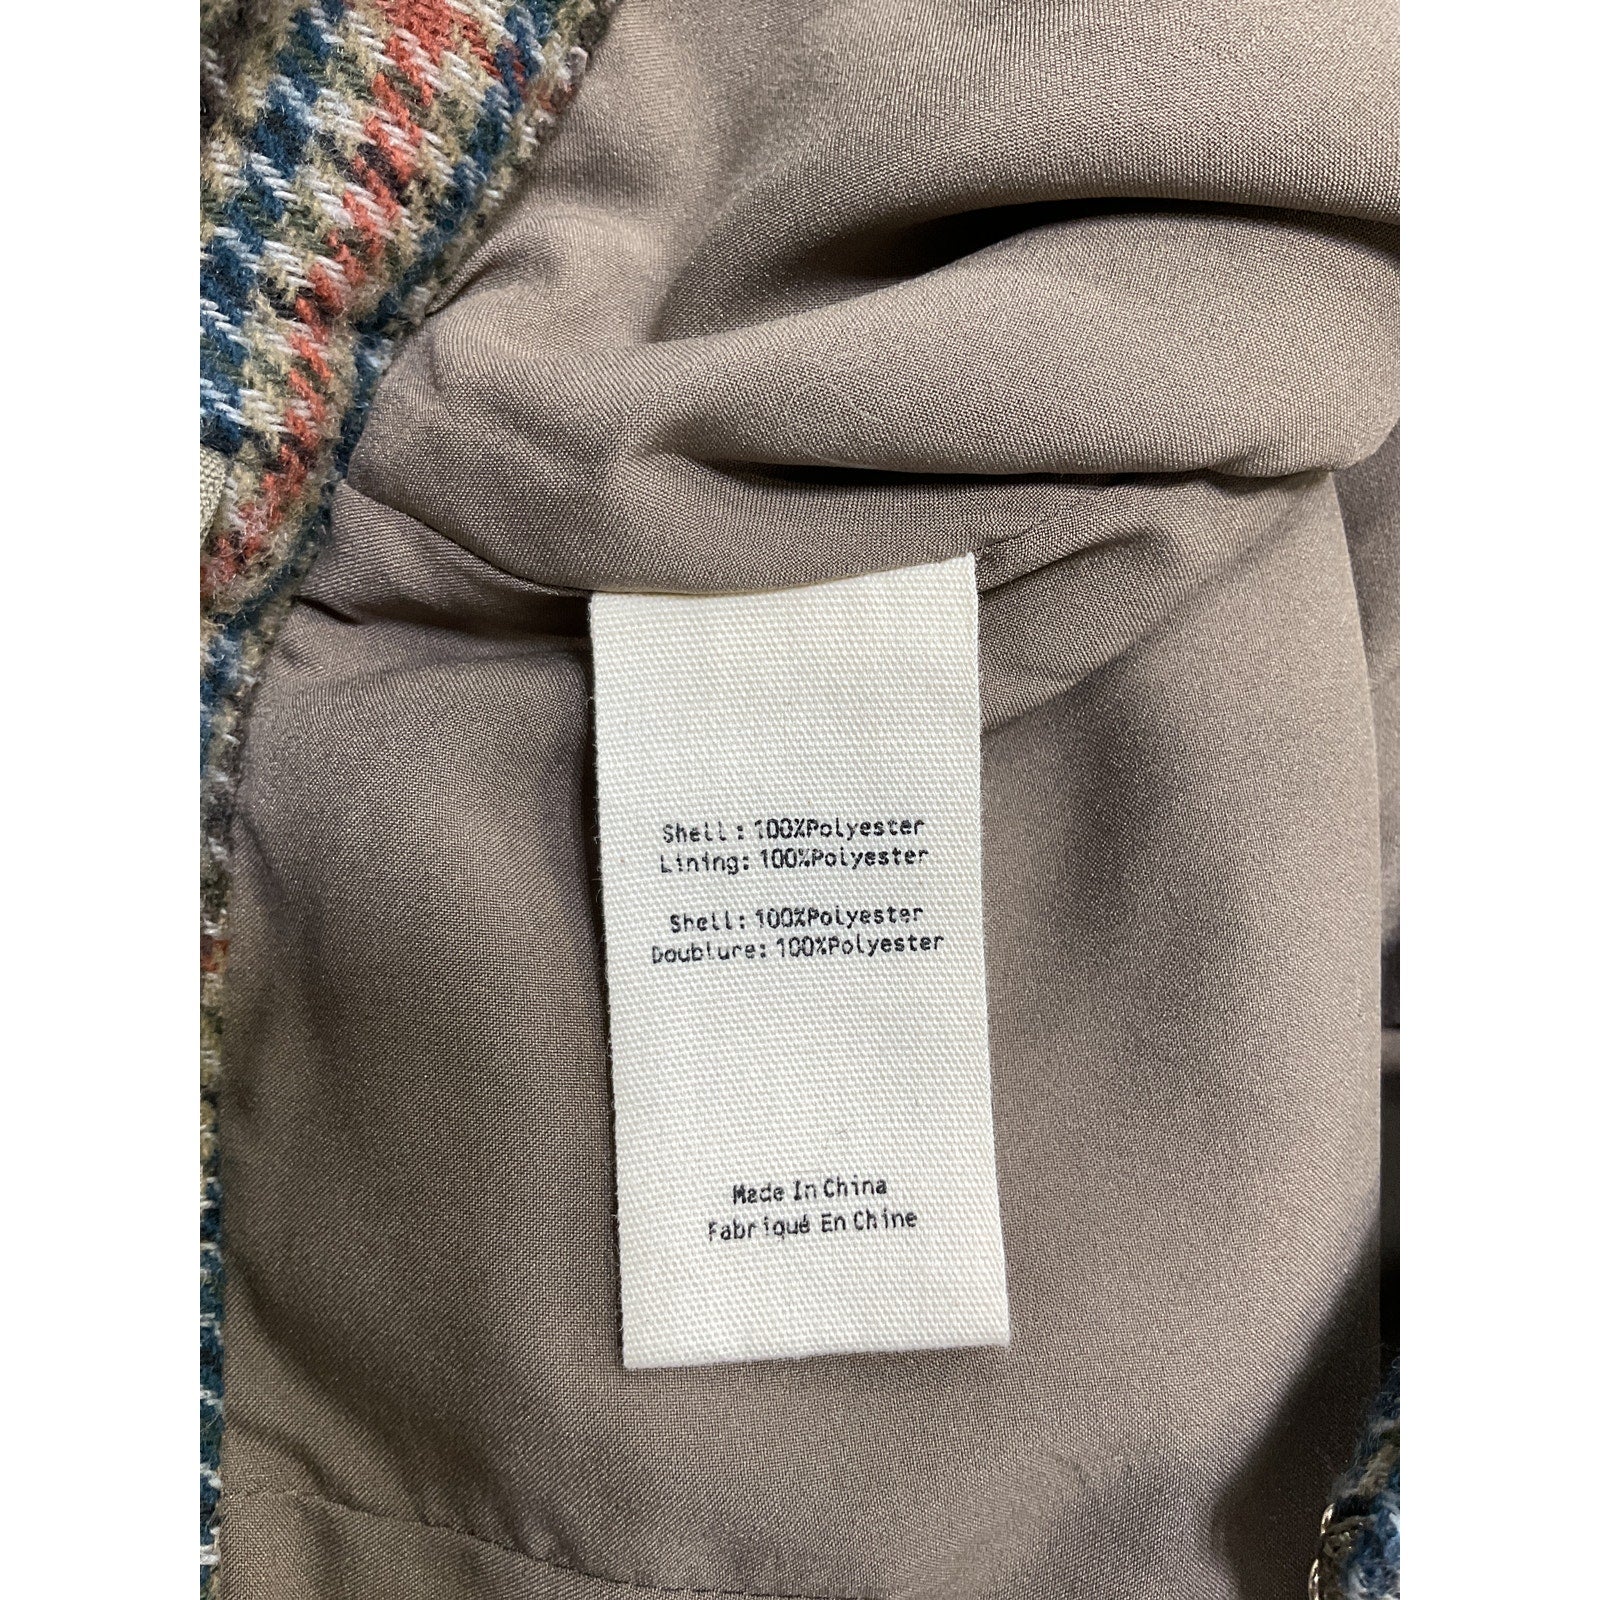 Shell: 100%Polyester
Lining: 100%Polyester
Shell: 100%Polyester
Doublure: 100%Polyester
Made In China
Fabriqué En Chine